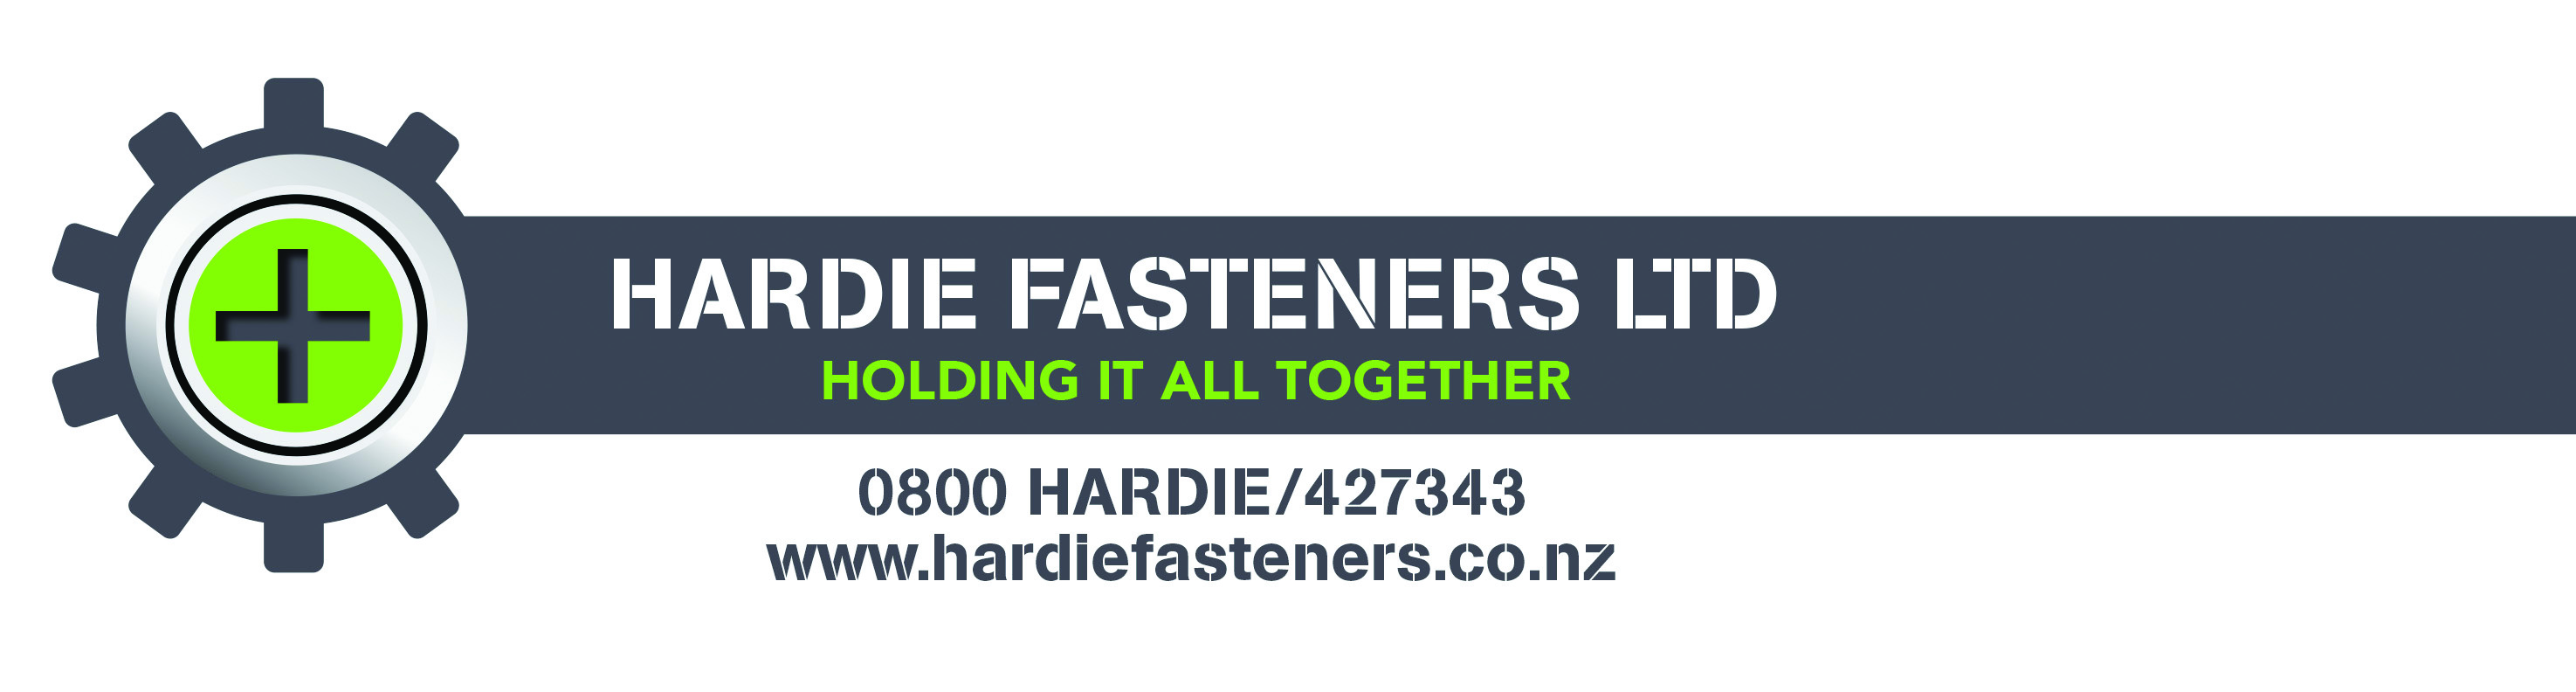 HARDIE FASTENERS LTD
HOLDING IT ALL TOGETHER
0800 HARDIE/427343
www.hardiefasteners.co.nz